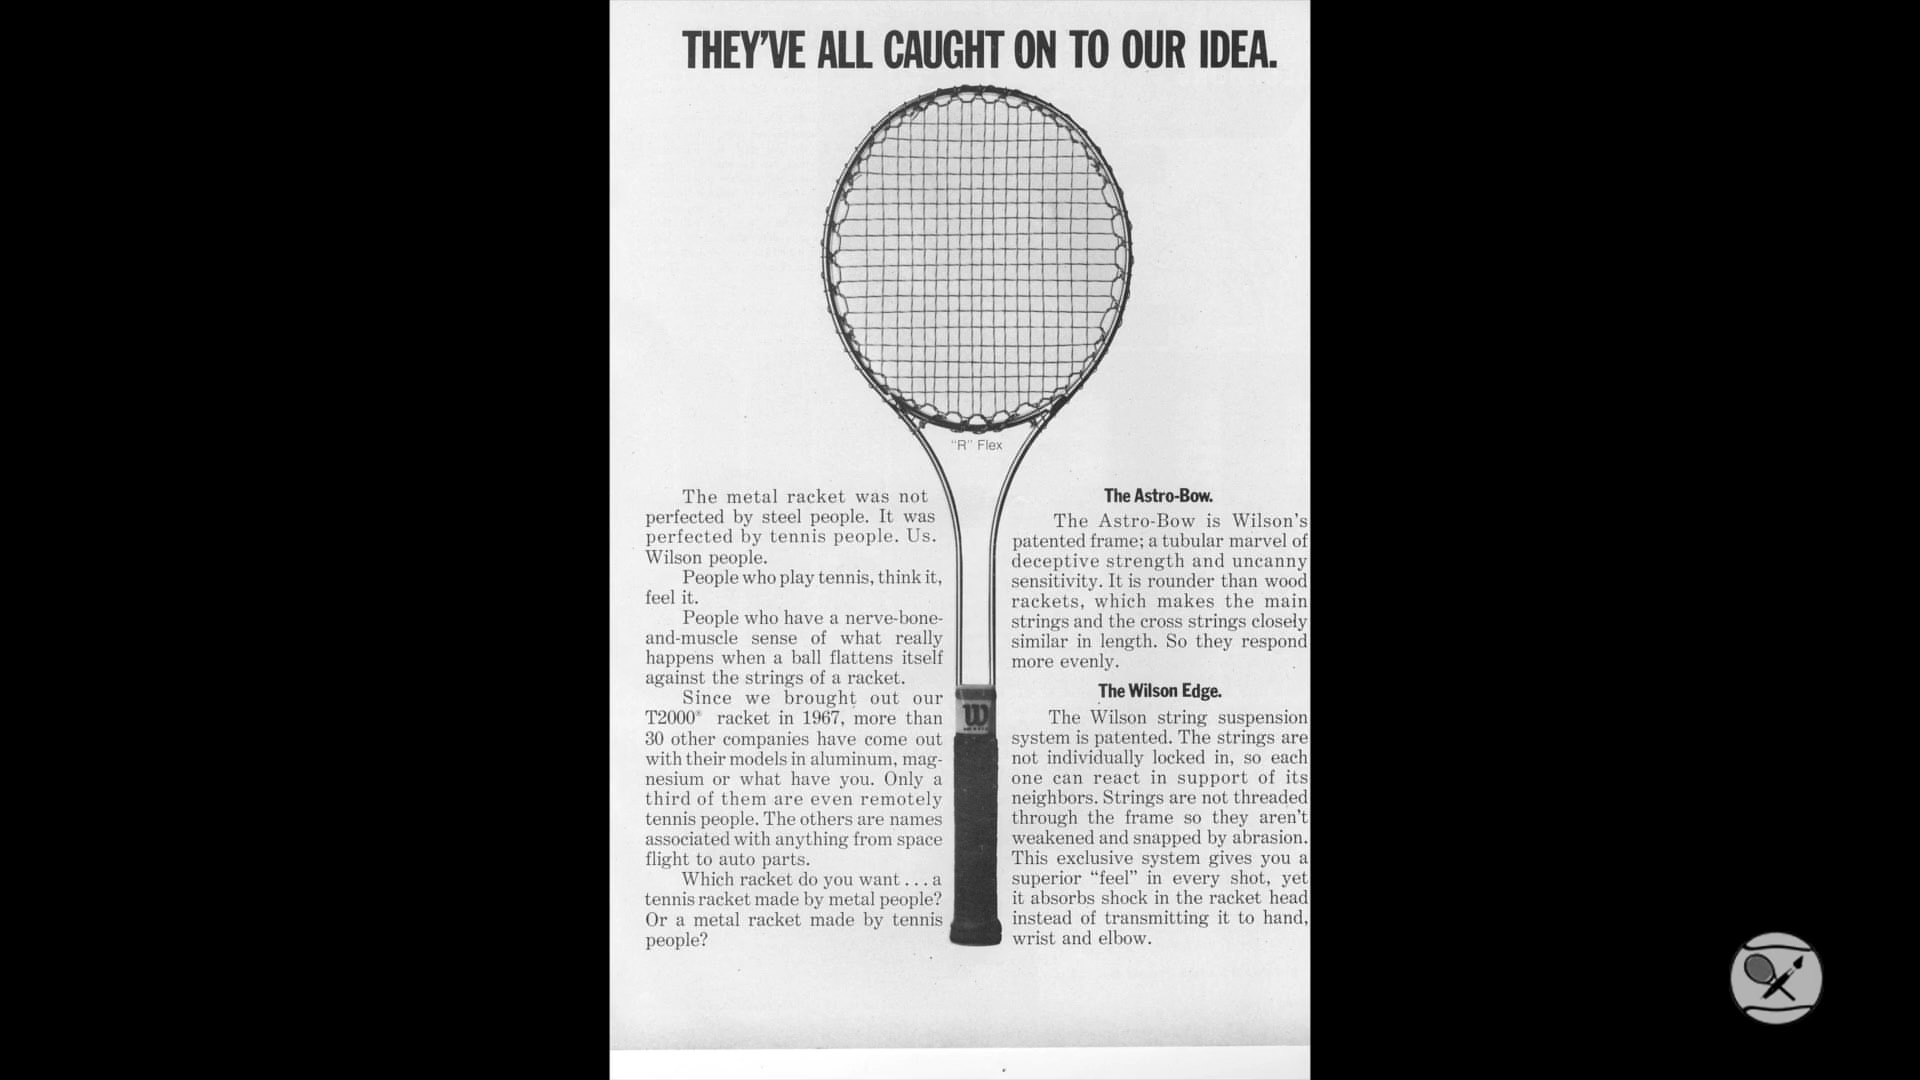 THEY'VE ALL CAUGHT ON TO OUR IDEA.
"R" Flex
The metal racket was not
perfected by steel people. It was
perfected by tennis people. Us.
Wilson people.
People who play tennis, think it,
feel it.
People who have a nerve-bone-
and-muscle sense of what really
happens when a ball flattens itself
against the strings of a racket.
Since we brought out our
T2000® racket in 1967, more than
30 other companies have come out
with their models in aluminum, mag-
nesium or what have you. Only a
third of them are even remotely
tennis people. The others are names
associated with anything from space
flight to auto parts.
Which racket do you want . . . a
tennis racket made by metal people?
Or a metal racket made by tennis
people?
W
The Astro-Bow.
The Astro-Bow is Wilson's
patented frame; a tubular marvel of
deceptive strength and uncanny
sensitivity. It is rounder than wood
rackets, which makes the main
strings and the cross strings closely
similar in length. So they respond
more evenly.
The Wilson Edge.
The Wilson string suspension
system is patented. The strings are
not individually locked in, so each
one can react in support of its
neighbors. Strings are not threaded
through the frame so they aren't
weakened and snapped by abrasion.
This exclusive system gives you a
superior "feel" in every shot, yet
it absorbs shock in the racket head
instead of transmitting it to hand,
wrist and elbow.